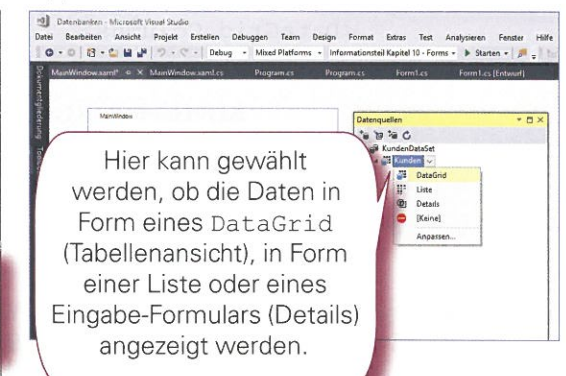 Datenbanken - Microsoft Visual Studio
Datei Bearbeiten Ansicht Projekt Erstellen Debuggen Team Design Format Extras Test Analysieren Fenster Hilfe
Debug Mixed Platforms Informationsteil Kapitel 10 - Forms Starten
MainWindow.xaml* MainWindow.xaml.cs Program.cs Program.cs Form1.cs Form1.cs [Entwurf]
Dokumentgliederung
MainWindow
Datenquellen
KundenDataSet
Kunden
DataGrid
Liste
Details
[Keine]
Anpassen...
Hier kann gewählt
werden, ob die Daten in
Form eines DataGrid
(Tabellenansicht), in Form
einer Liste oder eines
Eingabe-Formulars (Details)
angezeigt werden.